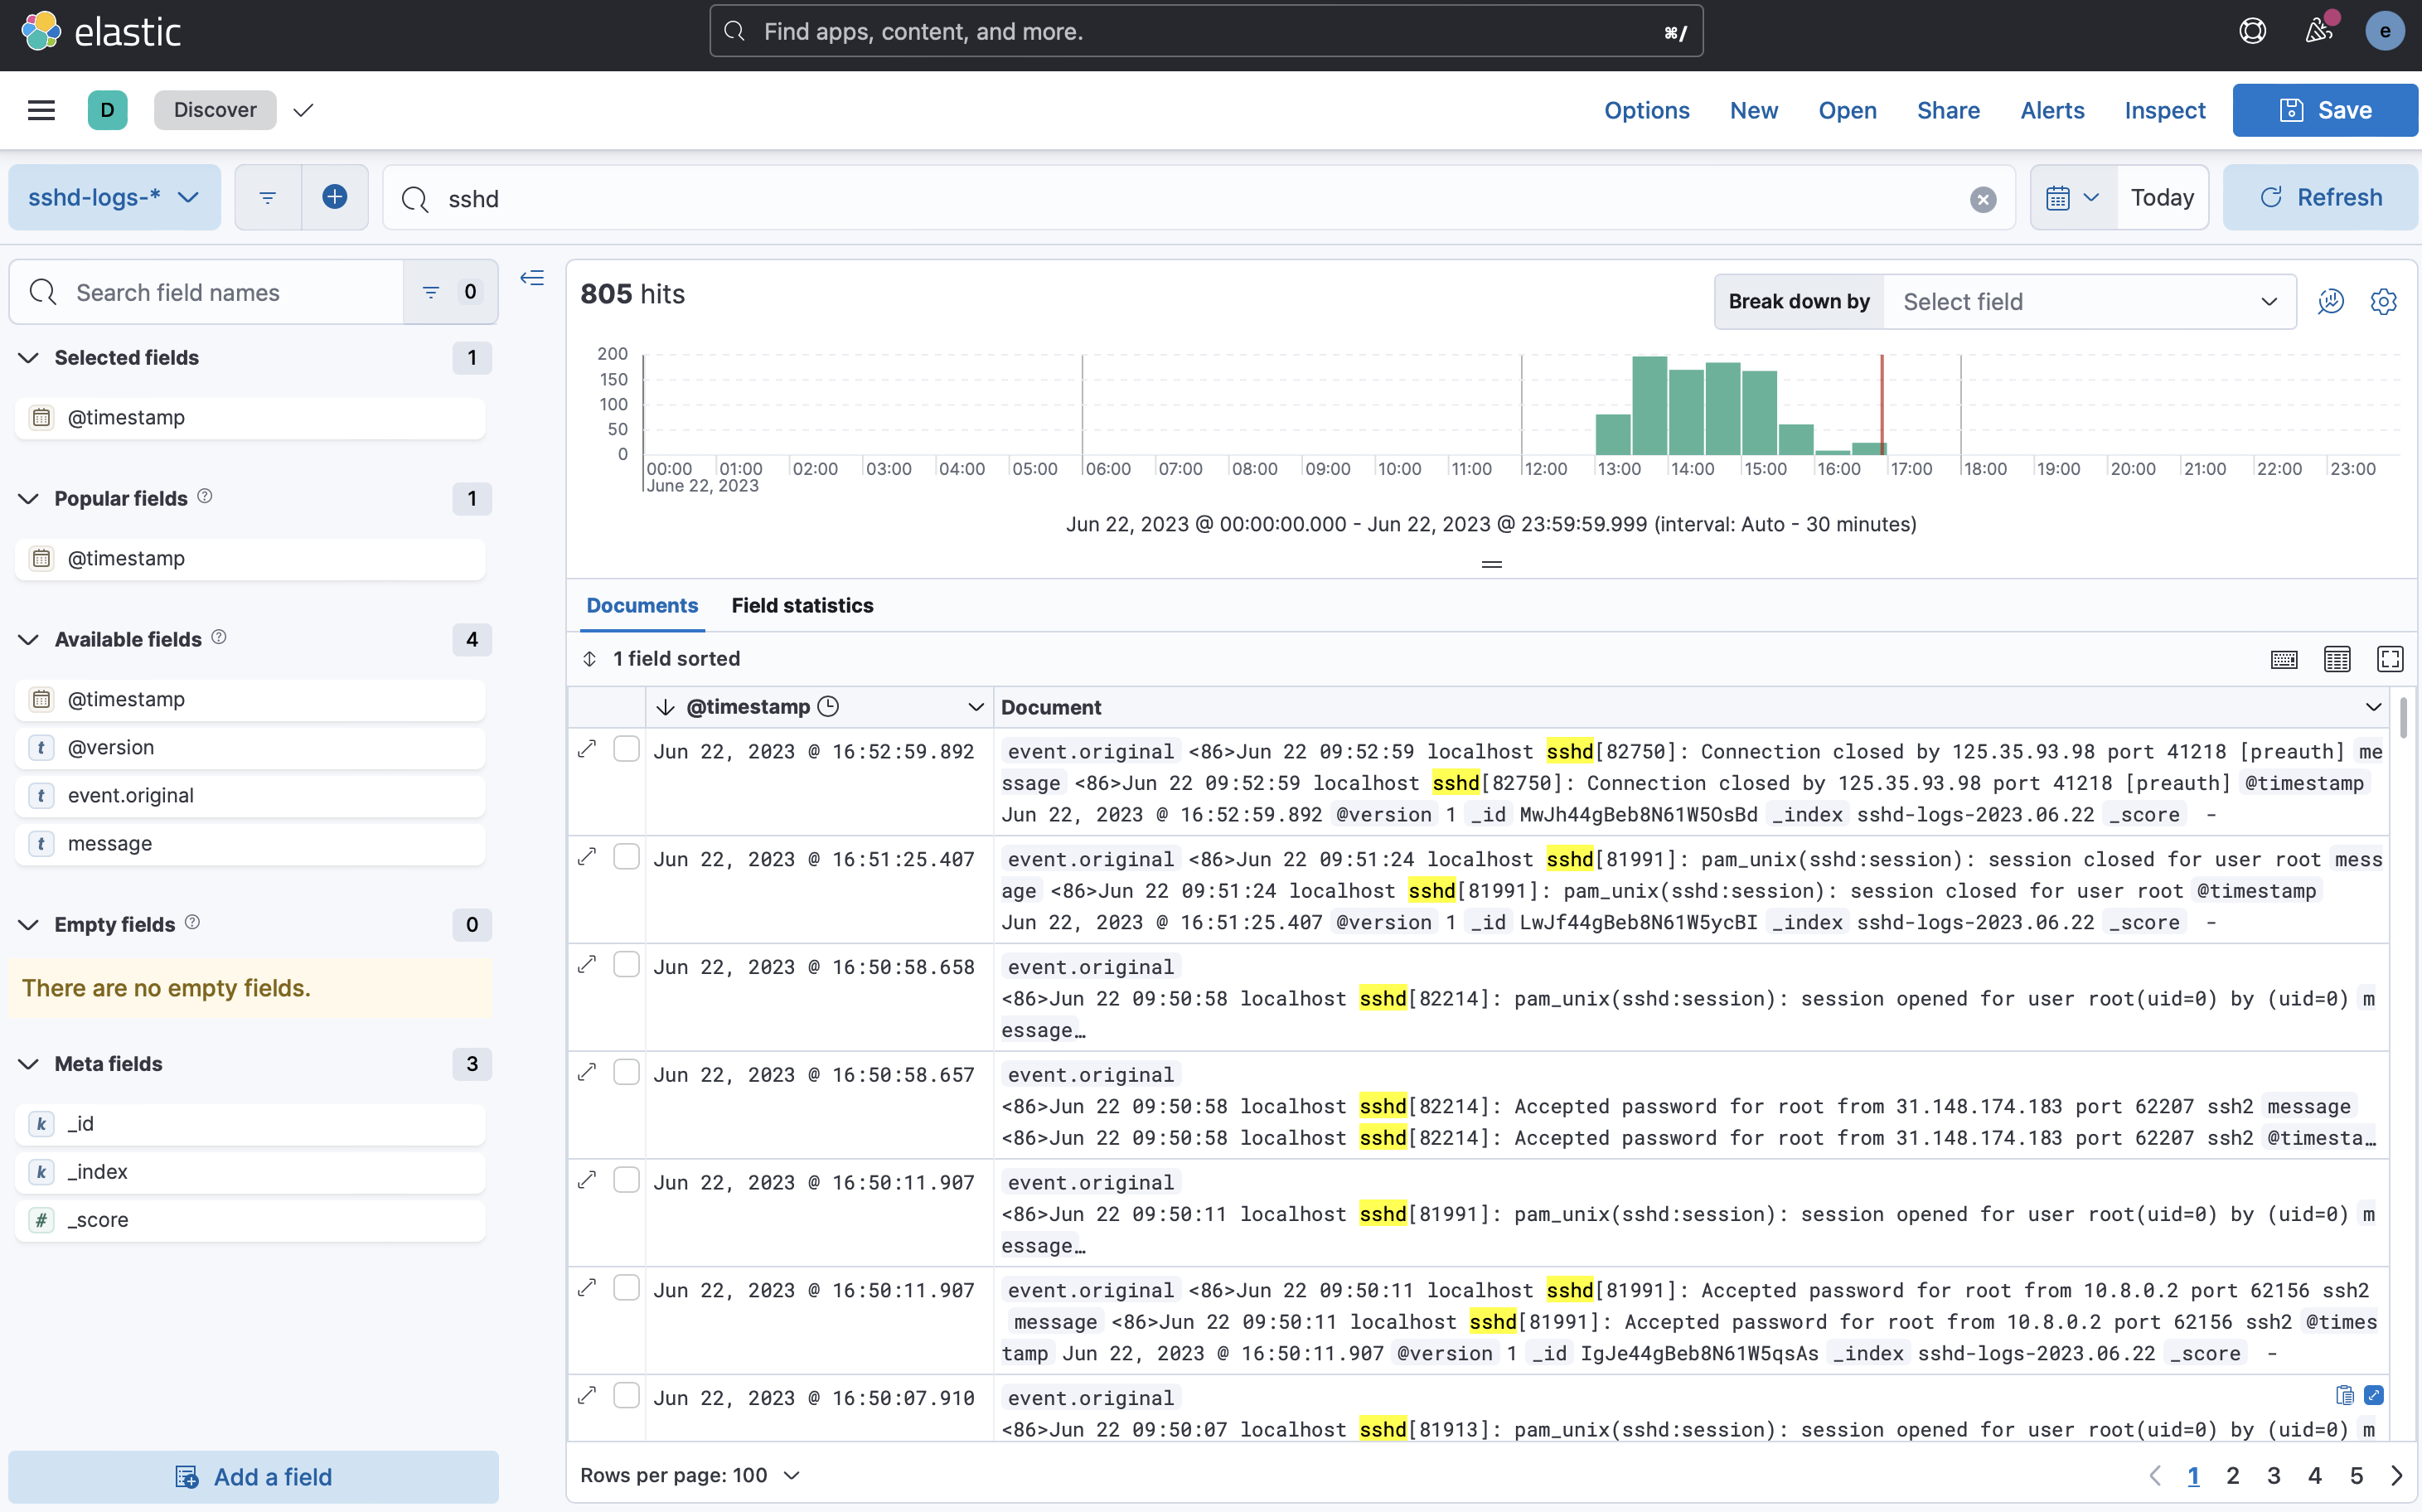 elastic
Find apps, content, and more.
⌘/
e
D
Discover
Options
New
Open
Share
Alerts
Inspect
Save
sshd-logs-*
sshd
Today
Refresh
Search field names
0
Selected fields
1
@timestamp
Popular fields
1
@timestamp
Available fields
4
@timestamp
t @version
t event.original
t message
Empty fields
0
There are no empty fields.
Meta fields
3
k _id
k _index
# _score
Add a field
805 hits
Break down by
Select field
200
150
100
50
0
00:00 01:00 02:00 03:00 04:00 05:00 06:00 07:00 08:00 09:00 10:00 11:00 12:00 13:00 14:00 15:00 16:00 17:00 18:00 19:00 20:00 21:00 22:00 23:00
June 22, 2023
Jun 22, 2023 @ 00:00:00.000 - Jun 22, 2023 @ 23:59:59.999 (interval: Auto - 30 minutes)
Documents
Field statistics
1 field sorted
@timestamp
Document
Jun 22, 2023 @ 16:52:59.892
event.original <86>Jun 22 09:52:59 localhost sshd[82750]: Connection closed by 125.35.93.98 port 41218 [preauth] me
ssage <86>Jun 22 09:52:59 localhost sshd[82750]: Connection closed by 125.35.93.98 port 41218 [preauth] @timestamp
Jun 22, 2023 @ 16:52:59.892 @version 1 _id MwJh44gBeb8N61W5OsBd _index sshd-logs-2023.06.22 _score -
Jun 22, 2023 @ 16:51:25.407
event.original <86>Jun 22 09:51:24 localhost sshd[81991]: pam_unix(sshd:session): session closed for user root mess
age <86>Jun 22 09:51:24 localhost sshd[81991]: pam_unix(sshd:session): session closed for user root @timestamp
Jun 22, 2023 @ 16:51:25.407 @version 1 _id LwJf44gBeb8N61W5ycBI _index sshd-logs-2023.06.22 _score -
Jun 22, 2023 @ 16:50:58.658
event.original
<86>Jun 22 09:50:58 localhost sshd[82214]: pam_unix(sshd:session): session opened for user root(uid=0) by (uid=0) m
essage…
Jun 22, 2023 @ 16:50:58.657
event.original
<86>Jun 22 09:50:58 localhost sshd[82214]: Accepted password for root from 31.148.174.183 port 62207 ssh2 message
<86>Jun 22 09:50:58 localhost sshd[82214]: Accepted password for root from 31.148.174.183 port 62207 ssh2 @timesta…
Jun 22, 2023 @ 16:50:11.907
event.original
<86>Jun 22 09:50:11 localhost sshd[81991]: pam_unix(sshd:session): session opened for user root(uid=0) by (uid=0) m
essage…
Jun 22, 2023 @ 16:50:11.907
event.original <86>Jun 22 09:50:11 localhost sshd[81991]: Accepted password for root from 10.8.0.2 port 62156 ssh2
message <86>Jun 22 09:50:11 localhost sshd[81991]: Accepted password for root from 10.8.0.2 port 62156 ssh2 @times
tamp Jun 22, 2023 @ 16:50:11.907 @version 1 _id IgJe44gBeb8N61W5qsAs _index sshd-logs-2023.06.22 _score -
Jun 22, 2023 @ 16:50:07.910
event.original
<86>Jun 22 09:50:07 localhost sshd[81913]: pam_unix(sshd:session): session opened for user root(uid=0) by (uid=0) m
Rows per page: 100
1 2 3 4 5